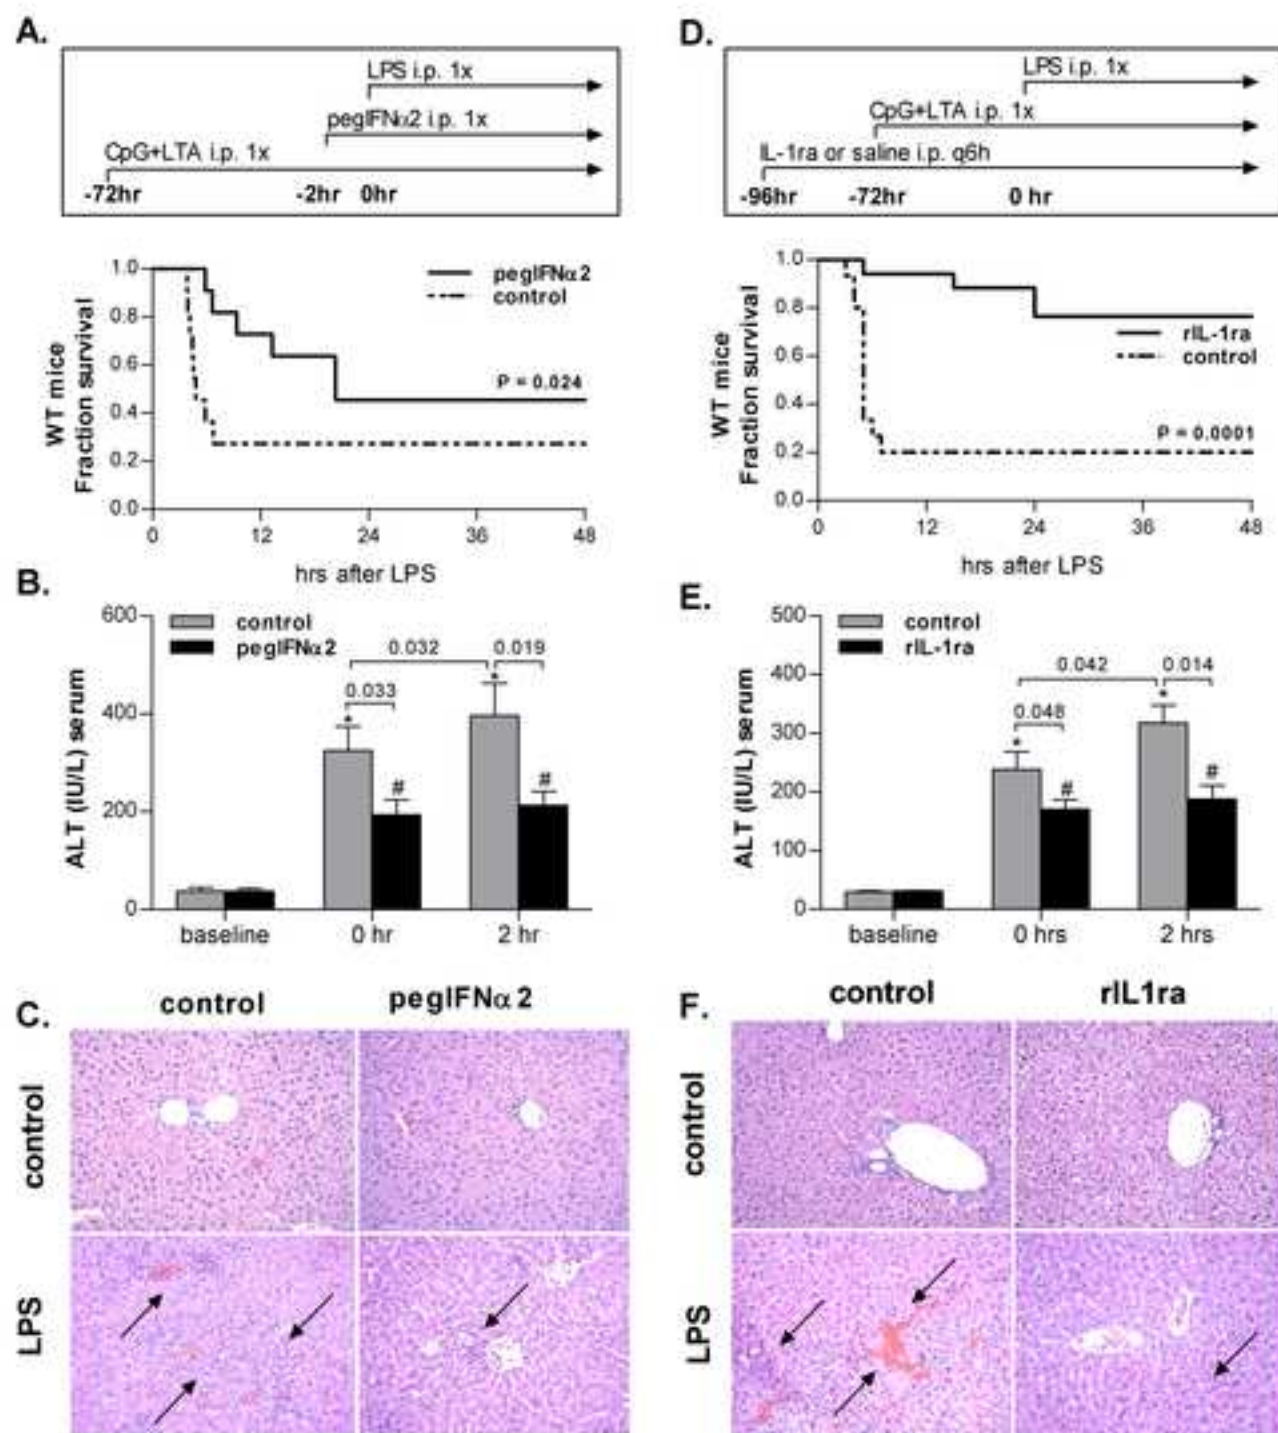 A.
LPS i.p. 1x
pegIFNα2 i.p. 1x
CpG+LTA i.p. 1x
-72hr -2hr 0hr
1.0
0.8
0.6
0.4
0.2
0.0
WT mice
Fraction survival
pegIFNα2
control
P = 0.024
0 12 24 36 48
hrs after LPS
B.
600
400
200
0
ALT (IU/L) serum
control
pegIFNα2
0.032 0.019
0.033
* *
# #
baseline 0 hr 2 hr
C.
control pegIFNα2
control
LPS
D.
LPS i.p. 1x
CpG+LTA i.p. 1x
IL-1ra or saline i.p. q6h
-96hr -72hr 0 hr
1.0
0.8
0.6
0.4
0.2
0.0
WT mice
Fraction survival
rIL-1ra
control
P = 0.0001
0 12 24 36 48
hrs after LPS
E.
500
400
300
200
100
0
ALT (IU/L) serum
control
rIL-1ra
0.042 0.014
0.048
* *
# #
baseline 0 hrs 2 hrs
F.
control rIL1ra
control
LPS